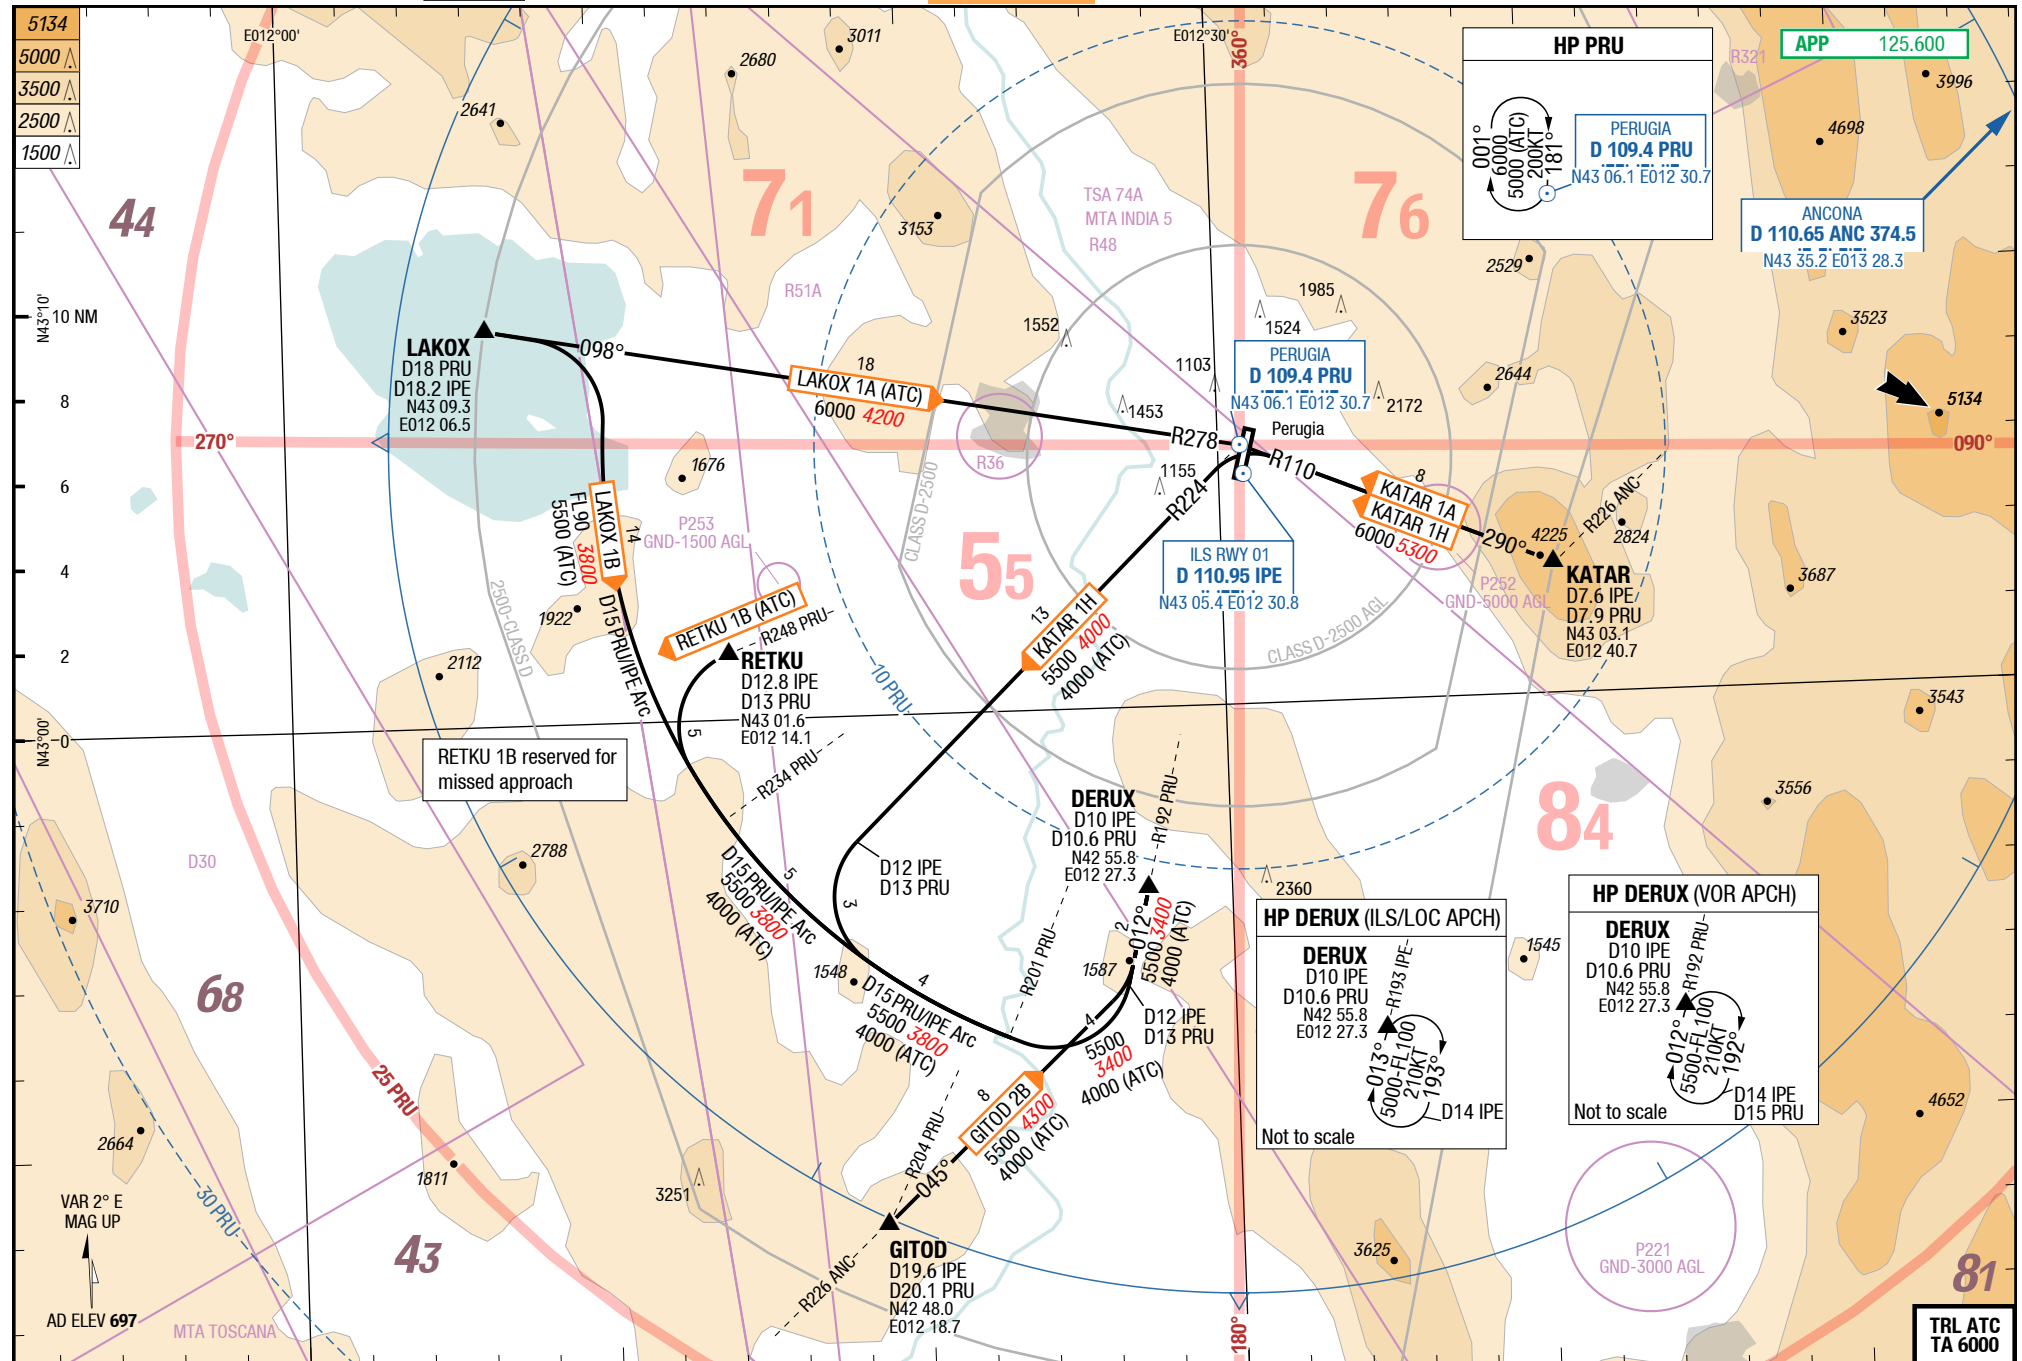 5134
5000
3500
2500
1500
E012°00'
E012°30'
360°
HP PRU
001°
6000
5000 (ATC)
200KT
181°
PERUGIA
D 109.4 PRU
N43 06.1 E012 30.7
APP 125.600
R321
3996
4698
ANCONA
D 110.65 ANC 374.5
N43 35.2 E013 28.3
3011
2680
2641
44
71
76
3153
TSA 74A
MTA INDIA 5
R48
R51A
2529
1985
1524
1552
3523
N43°10'
10 NM
8
6
4
2
0
N43°00'
LAKOX
D18 PRU
D18.2 IPE
N43 09.3
E012 06.5
098°
18
LAKOX 1A (ATC)
6000 4200
R278
1103
1453
PERUGIA
D 109.4 PRU
N43 06.1 E012 30.7
2172
2644
5134
Perugia
270°
090°
1676
R36
CLASS D-2500
1155
R224
R110
8
KATAR 1A
KATAR 1H
6000 5300
290°
4225
R226 ANC
2824
KATAR
D7.6 IPE
D7.9 PRU
N43 03.1
E012 40.7
P252
GND-5000 AGL
3687
LAKOX 1B
14
FL90
5500 3800
(ATC)
P253
GND-1500 AGL
55
ILS RWY 01
D 110.95 IPE
N43 05.4 E012 30.8
1922
2500-CLASS D
D15 PRU/IPE Arc
RETKU 1B (ATC)
R248 PRU
RETKU
D12.8 IPE
D13 PRU
N43 01.6
E012 14.1
5
13
KATAR 1H
5500 4000
4000 (ATC)
CLASS D-2500 AGL
10 PRU
2112
3543
RETKU 1B reserved for
missed approach
R234 PRU
3556
84
DERUX
D10 IPE
D10.6 PRU
N42 55.8
E012 27.3
R192 PRU
D30
2788
3710
D12 IPE
D13 PRU
3
5
D15 PRU/IPE Arc
5500 3800
4000 (ATC)
2360
2
012°
5500 3400
4000 (ATC)
1587
1548
R201 PRU
4
D15 PRU/IPE Arc
5500 3800
4000 (ATC)
4
D12 IPE
D13 PRU
5500
3400
4000 (ATC)
HP DERUX (ILS/LOC APCH)
DERUX
D10 IPE
D10.6 PRU
N42 55.8
E012 27.3
R193 IPE
013°
5000-FL100
210KT
193°
D14 IPE
Not to scale
1545
HP DERUX (VOR APCH)
DERUX
D10 IPE
D10.6 PRU
N42 55.8
E012 27.3
R192 PRU
012°
5500-FL100
210KT
192°
D14 IPE
D15 PRU
Not to scale
4652
68
25 PRU
8
GITOD 2B
5500 4300
4000 (ATC)
R204 PRU
045°
2664
1811
3251
30 PRU
VAR 2° E
MAG UP
AD ELEV 697
MTA TOSCANA
43
R226 ANC
GITOD
D19.6 IPE
D20.1 PRU
N42 48.0
E012 18.7
180°
3625
P221
GND-3000 AGL
81
TRL ATC
TA 6000